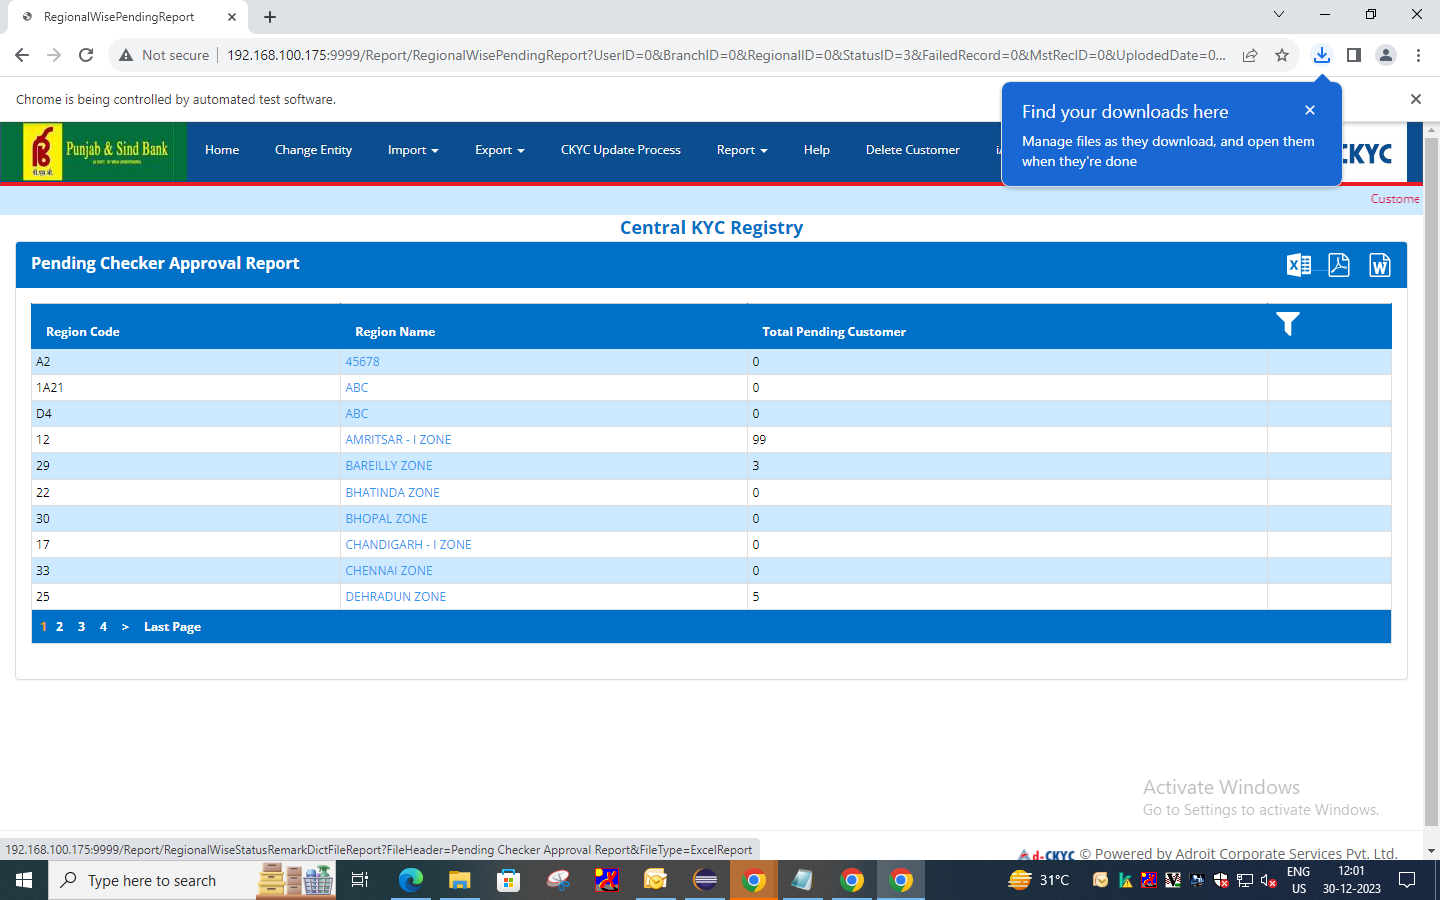 RegionalWisePendingReport
Not secure
192.168.100.175:9999/Report/RegionalWisePendingReport?UserID=0&BranchID=0&RegionalID=0&StatusID=3&FailedRecord=0&MstRecID=0&UplodedDate=0...
Chrome is being controlled by automated test software.
Find your downloads here
Manage files as they download, and open them
when they're done
Punjab & Sind Bank
पी.एस.बी.
Home
Change Entity
Import
Export
CKYC Update Process
Report
Help
Delete Customer
CKYC
Custome
Central KYC Registry
Pending Checker Approval Report
Region Code Region Name Total Pending Customer
A2 45678 0
1A21 ABC 0
D4 ABC 0
12 AMRITSAR - I ZONE 99
29 BAREILLY ZONE 3
22 BHATINDA ZONE 0
30 BHOPAL ZONE 0
17 CHANDIGARH - I ZONE 0
33 CHENNAI ZONE 0
25 DEHRADUN ZONE 5
1 2 3 4 > Last Page
Activate Windows
Go to Settings to activate Windows.
192.168.100.175:9999/Report/RegionalWiseStatusRemarkDictFileReport?FileHeader=Pending Checker Approval Report&FileType=ExcelReport
d-CKYC © Powered by Adroit Corporate Services Pvt. Ltd.
Type here to search
31°C
ENG
US
12:01
30-12-2023